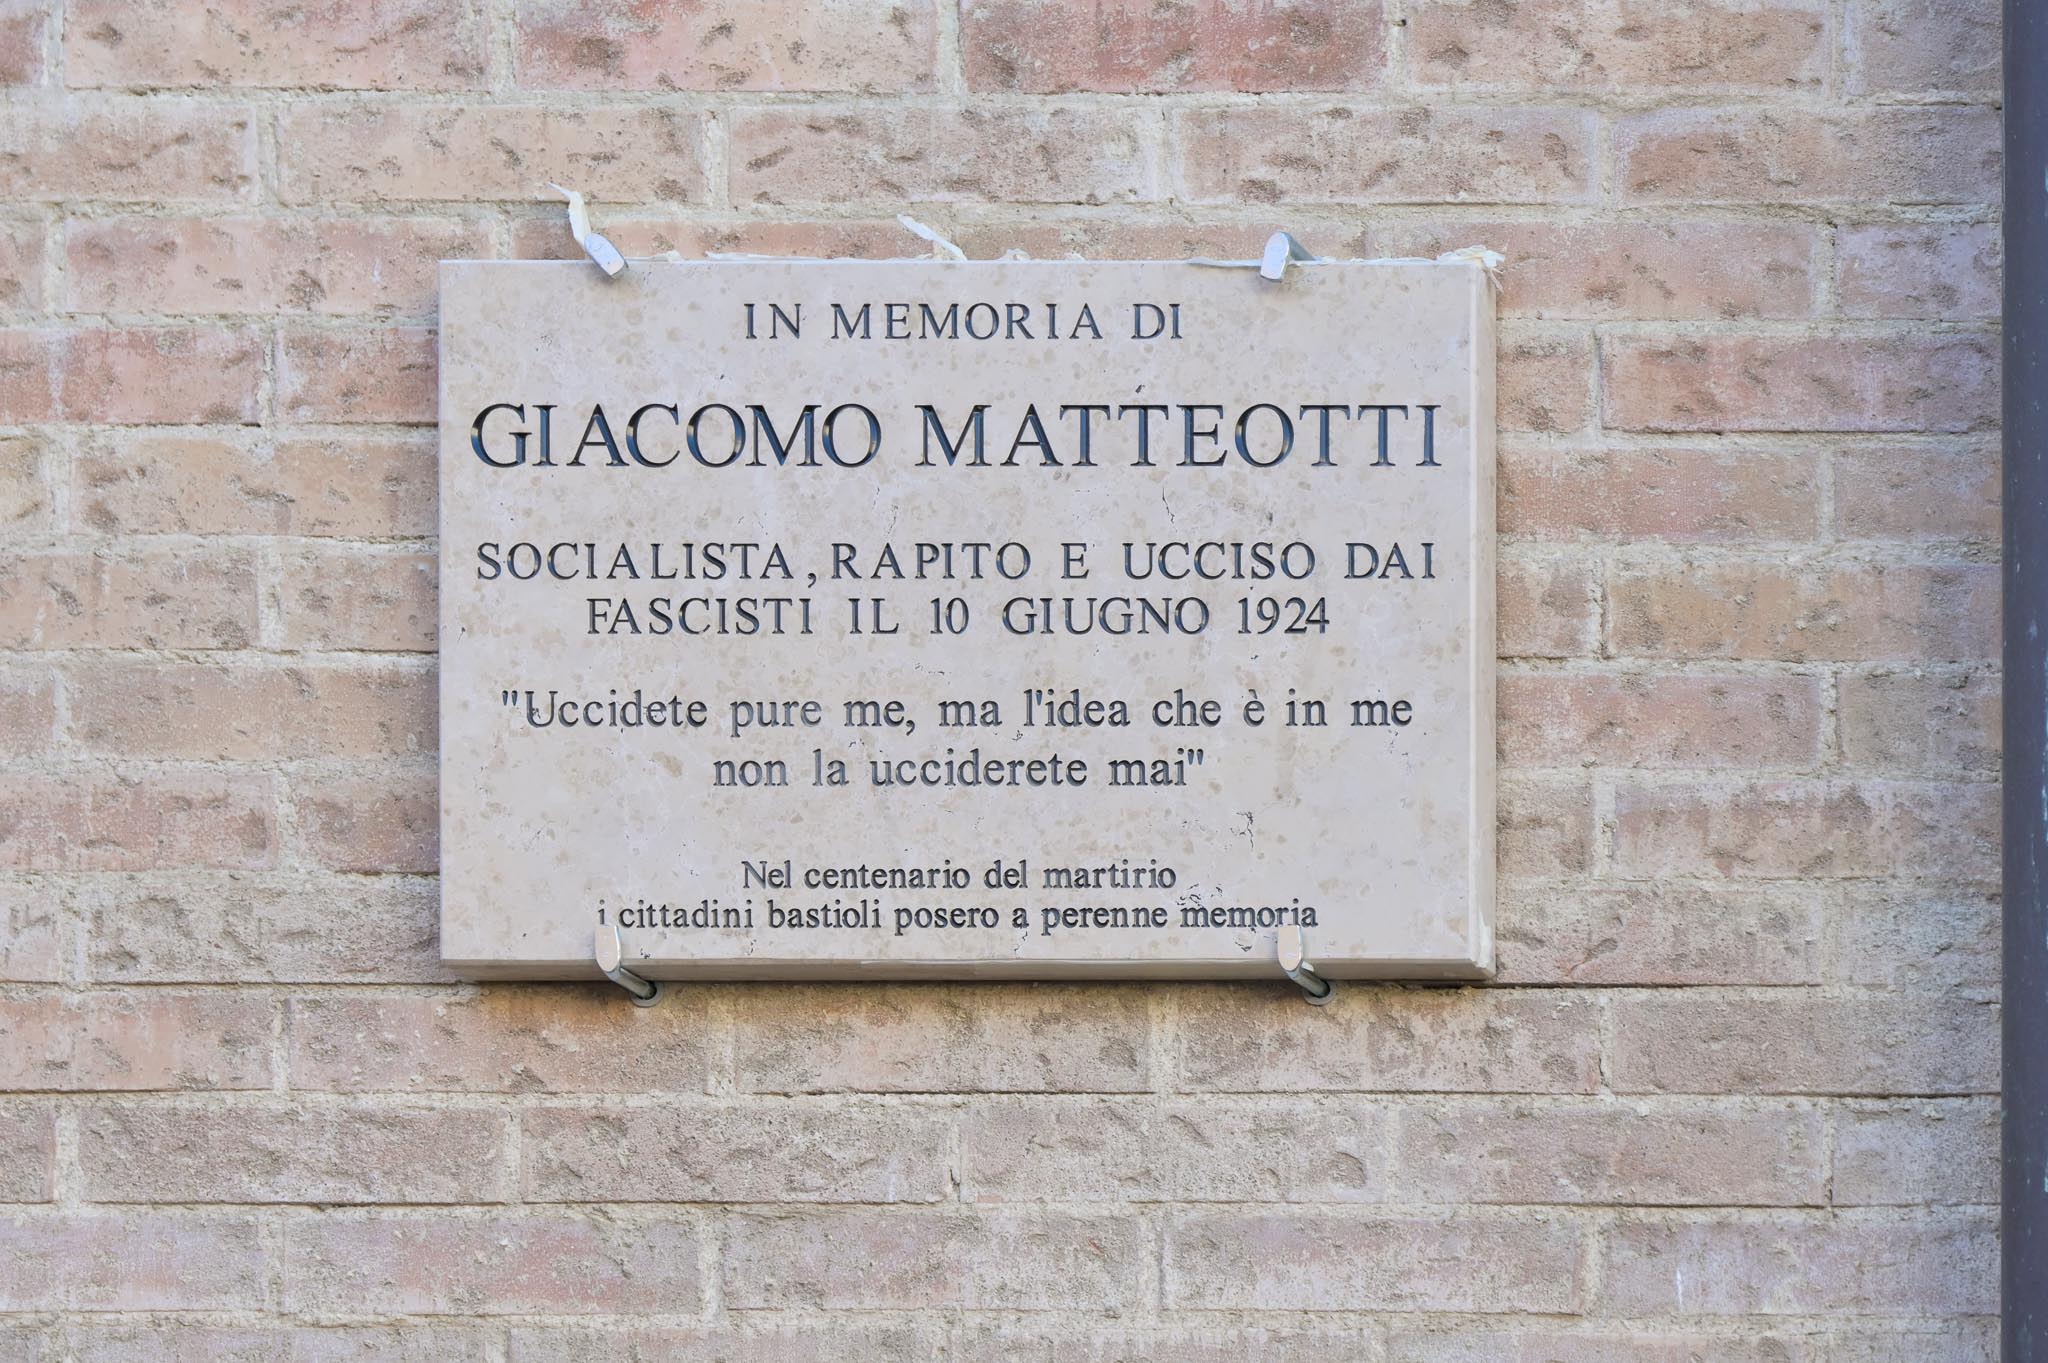 IN MEMORIA DI
GIACOMO MATTEOTTI
SOCIALISTA, RAPITO E UCCISO DAI
FASCISTI IL 10 GIUGNO 1924
"Uccidete pure me, ma l'idea che è in me
non la ucciderete mai"
Nel centenario del martirio
i cittadini bastioli posero a perenne memoria